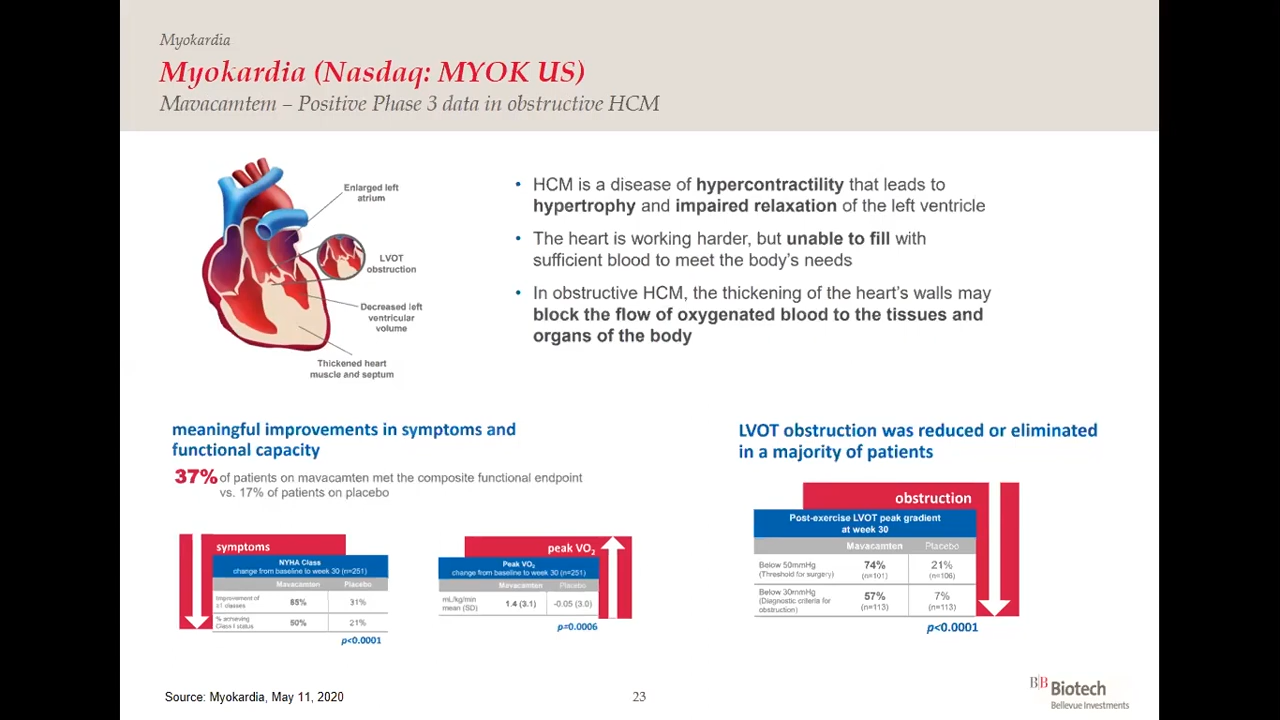 Myokardia
Myokardia (Nasdaq: MYOK US)
Mavacamtem – Positive Phase 3 data in obstructive HCM
Enlarged left
atrium
LVOT
obstruction
Decreased left
ventricular
volume
Thickened heart
muscle and septum
• HCM is a disease of hypercontractility that leads to
hypertrophy and impaired relaxation of the left ventricle
• The heart is working harder, but unable to fill with
sufficient blood to meet the body's needs
• In obstructive HCM, the thickening of the heart's walls may
block the flow of oxygenated blood to the tissues and
organs of the body
meaningful improvements in symptoms and
functional capacity
37% of patients on mavacamten met the composite functional endpoint
vs. 17% of patients on placebo
symptoms
NYHA Class
change from baseline to week 30 (n=251)
Mavacamten Placebo
Improvement of
≥1 classes
65% 31%
% achieving
Class I status
50% 21%
p<0.0001
peak VO2
Peak VO2
change from baseline to week 30 (n=251)
Mavacamten Placebo
mL/kg/min
mean (SD)
1.4 (3.1) -0.05 (3.0)
p=0.0006
LVOT obstruction was reduced or eliminated
in a majority of patients
obstruction
Post-exercise LVOT peak gradient
at week 30
Mavacamten Placebo
Below 50mmHg
(Threshold for surgery)
74% 21%
(n=101) (n=106)
Below 30mmHg
(Diagnostic criteria for
obstruction)
57% 7%
(n=113) (n=113)
p<0.0001
Source: Myokardia, May 11, 2020
23
B|B Biotech
Bellevue Investments